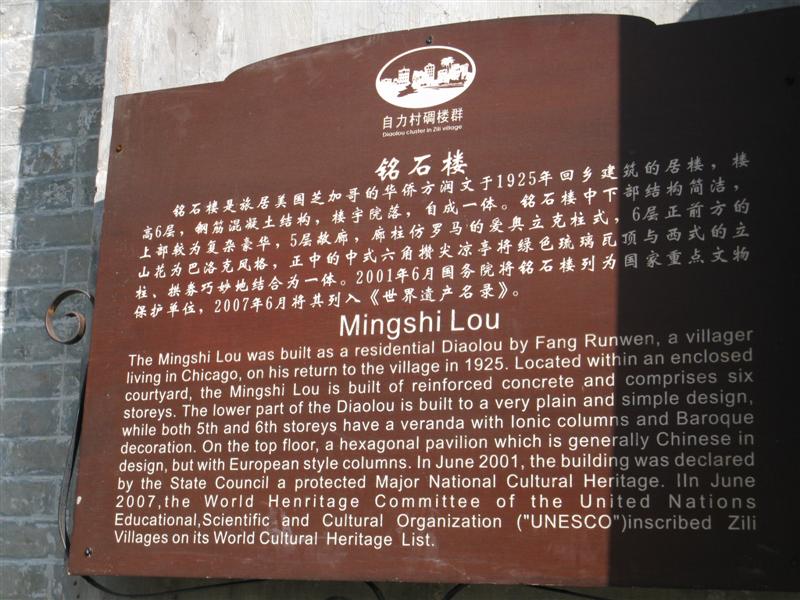 自力村碉楼群
Diaolou cluster in Zili village
铭石楼
铭石楼是旅居美国芝加哥的华侨方润文于1925年回乡建筑的居楼，楼
高6层，钢筋混凝土结构，楼宇院落，自成一体。铭石楼中下部结构简洁，
上部较为复杂豪华，5层敞廊，廊柱仿罗马的爱奥立克柱式，6层正前方的
山花为巴洛克风格，正中的中式六角攒尖凉亭将绿色琉璃瓦顶与西式的立
柱、拱券巧妙地结合为一体。2001年6月国务院将铭石楼列为国家重点文物
保护单位，2007年6月将其列入《世界遗产名录》。
Mingshi Lou
The Mingshi Lou was built as a residential Diaolou by Fang Runwen, a villager
living in Chicago, on his return to the village in 1925. Located within an enclosed
courtyard, the Mingshi Lou is built of reinforced concrete and comprises six
storeys. The lower part of the Diaolou is built to a very plain and simple design,
while both 5th and 6th storeys have a veranda with Ionic columns and Baroque
decoration. On the top floor, a hexagonal pavilion which is generally Chinese in
design, but with European style columns. In June 2001, the building was declared
by the State Council a protected Major National Cultural Heritage. IIn June
2007,the World Henritage Committee of the United Nations
Educational,Scientific and Cultural Organization ("UNESCO")inscribed Zili
Villages on its World Cultural Heritage List.